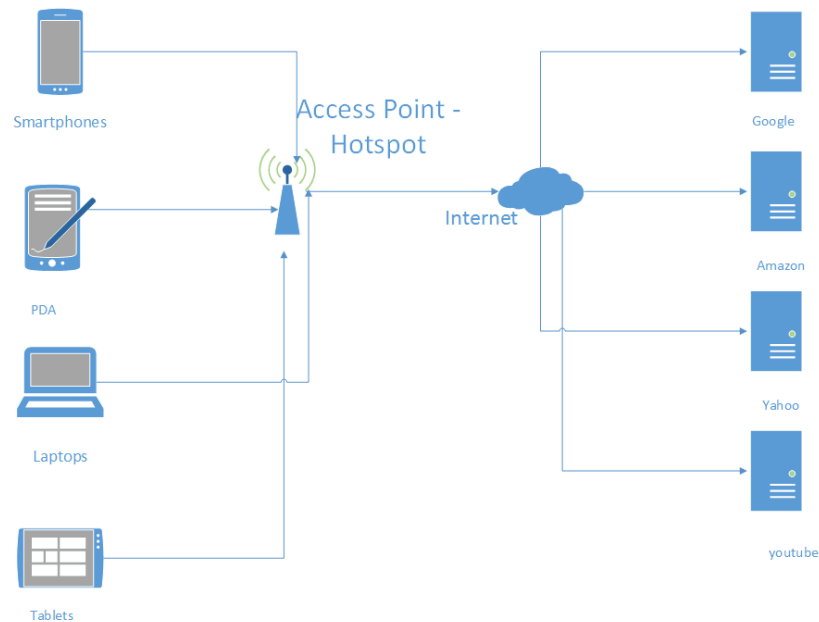 Smartphones
Access Point -
Hotspot
Google
Internet
Amazon
PDA
Yahoo
Laptops
youtube
Tablets